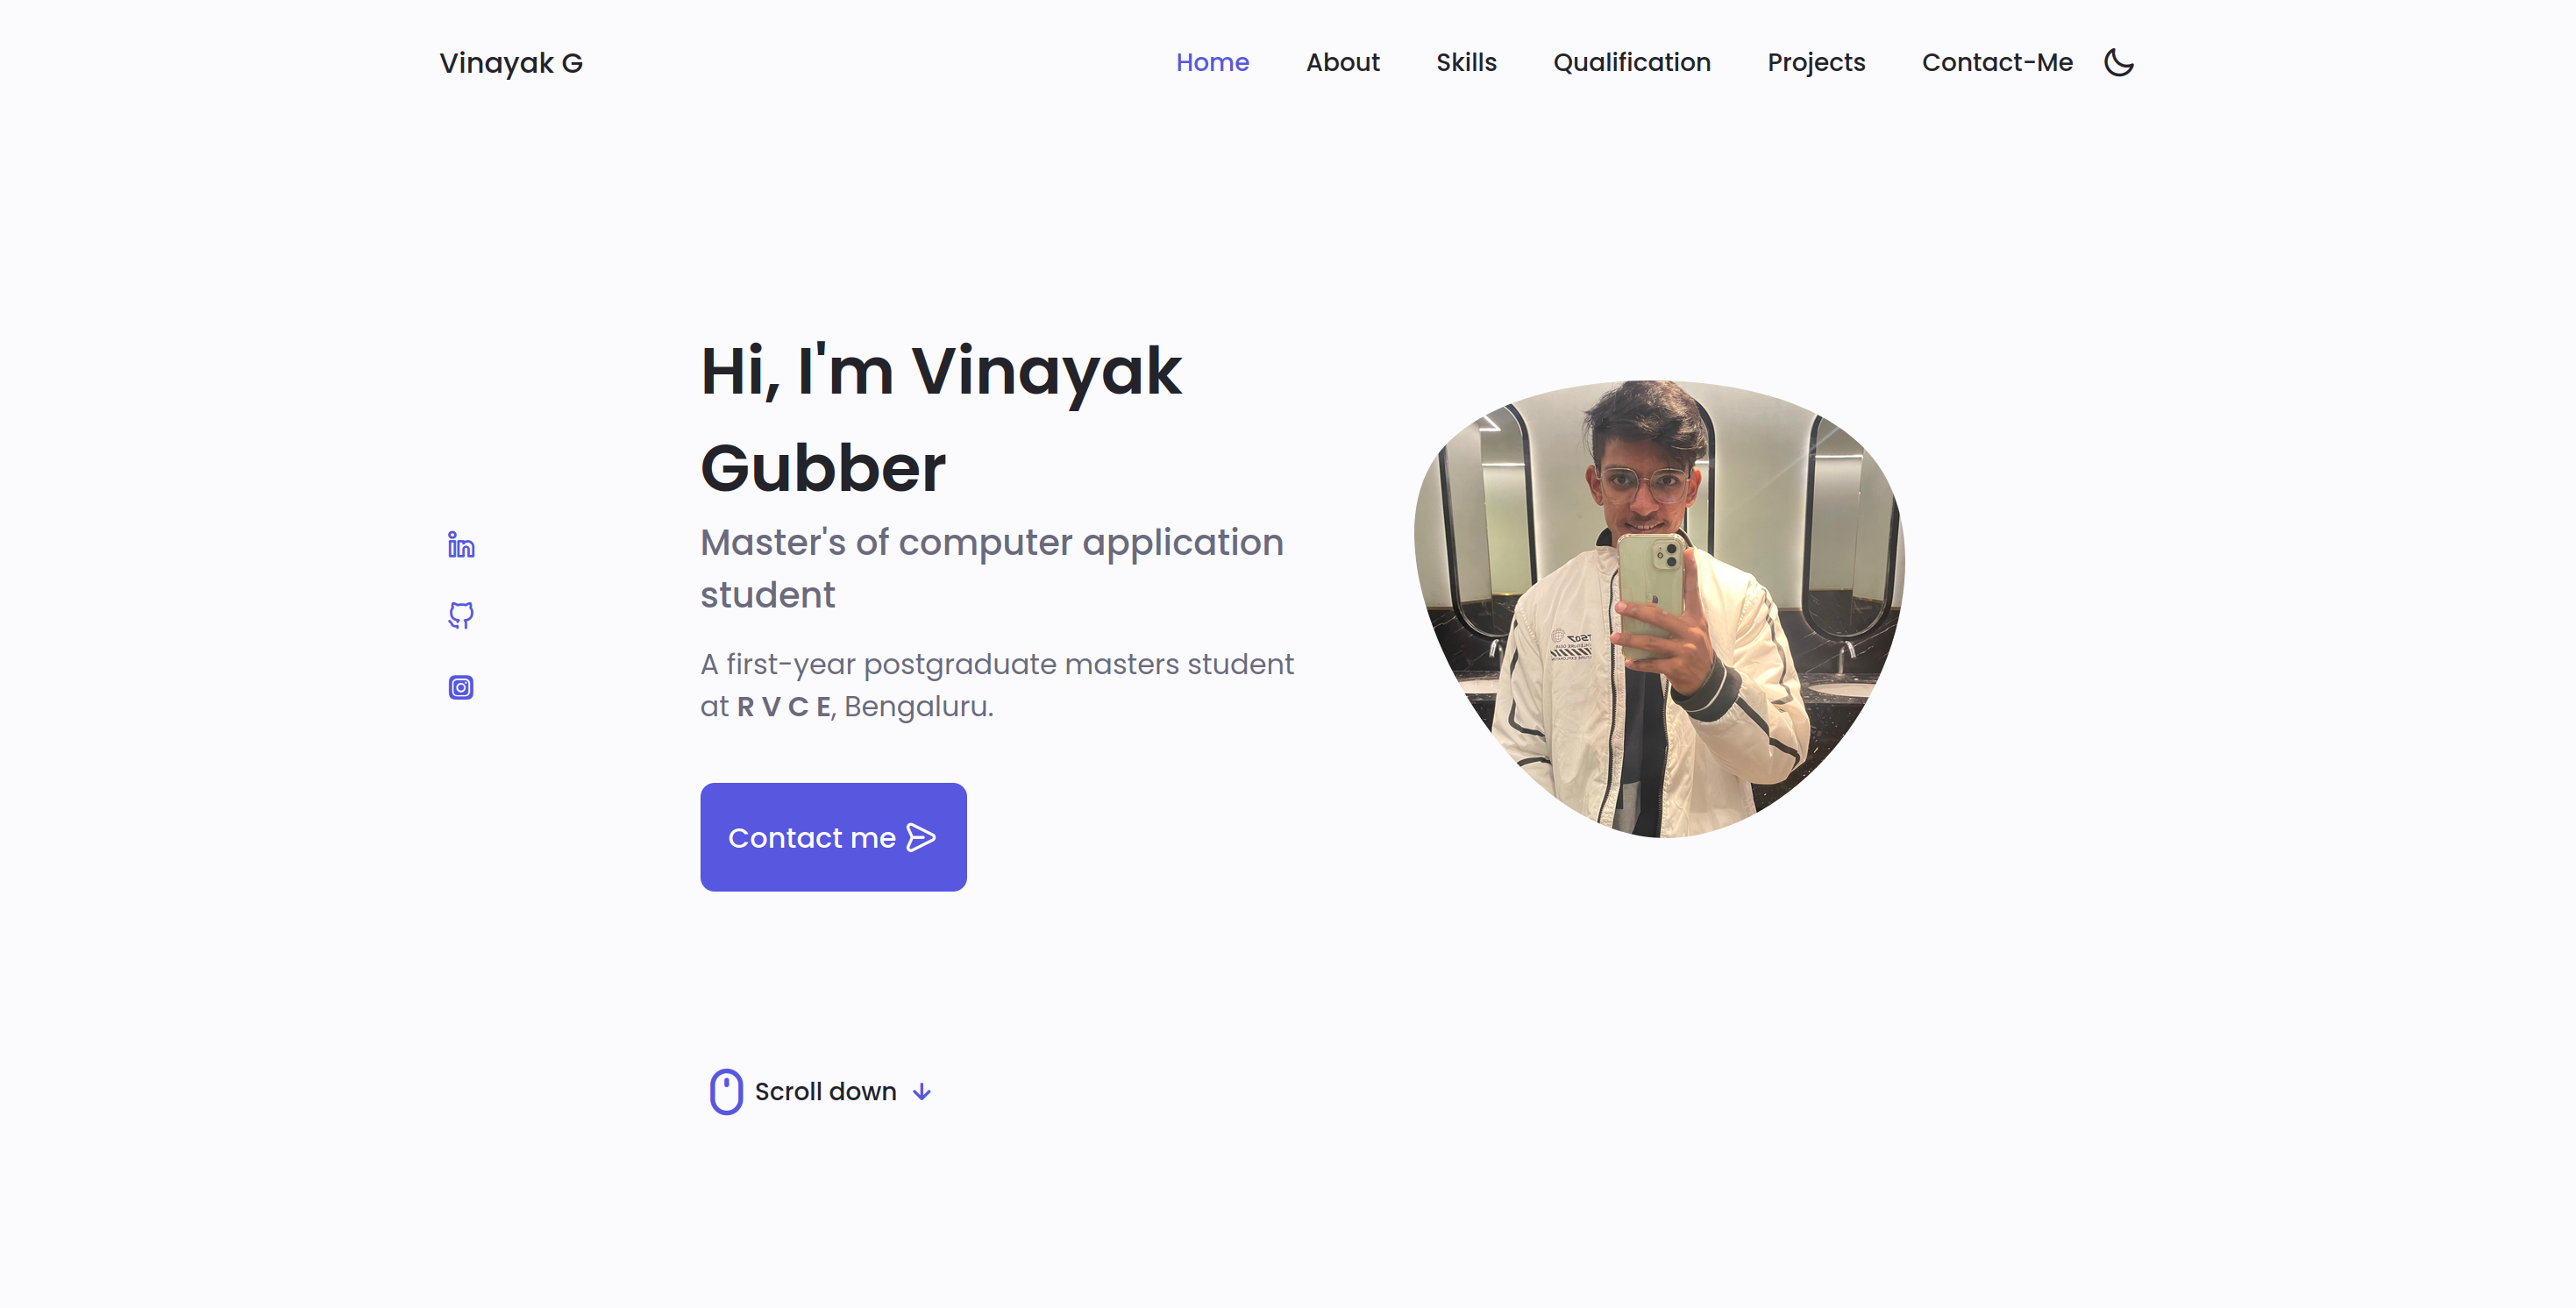 Vinayak G
Home
About
Skills
Qualification
Projects
Contact-Me
Hi, I'm Vinayak
Gubber
Master's of computer application
student
A first-year postgraduate masters student
at R V C E, Bengaluru.
Contact me
Scroll down